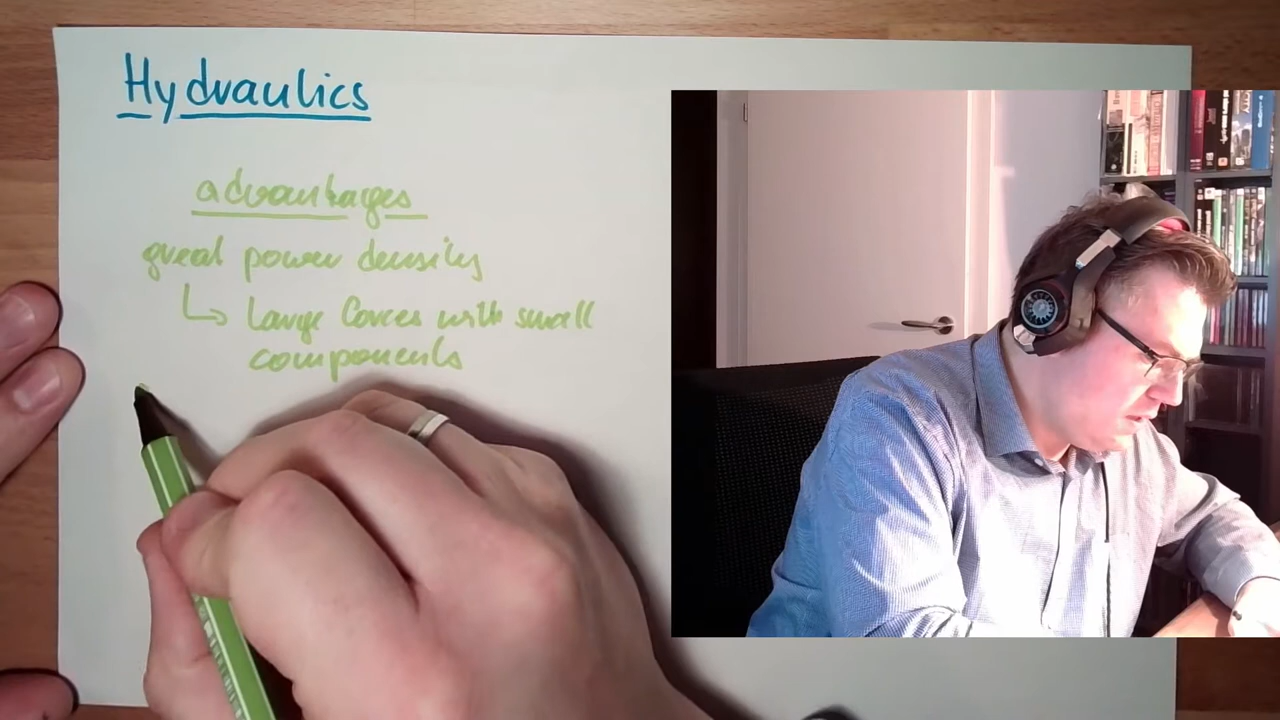 Hydraulics
advantages
great power density
↳ Large forces with small
components